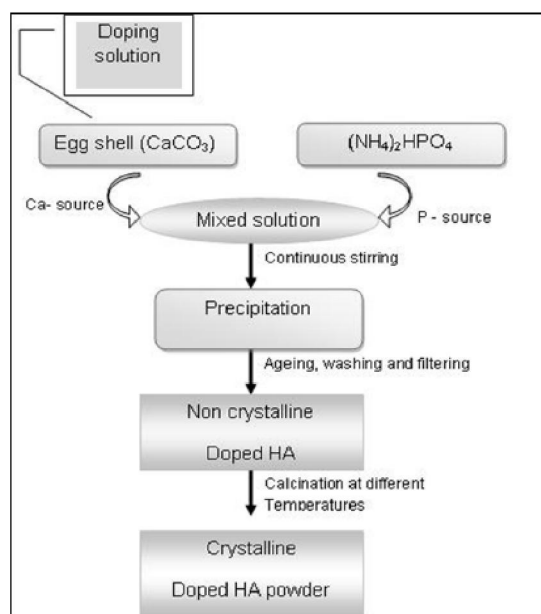 Doping
solution
Egg shell (CaCO₃)
(NH₄)₂HPO₄
Ca- source
P - source
Mixed solution
Continuous stirring
Precipitation
Ageing, washing and filtering
Non crystalline
Doped HA
Calcination at different
Temperatures
Crystalline
Doped HA powder